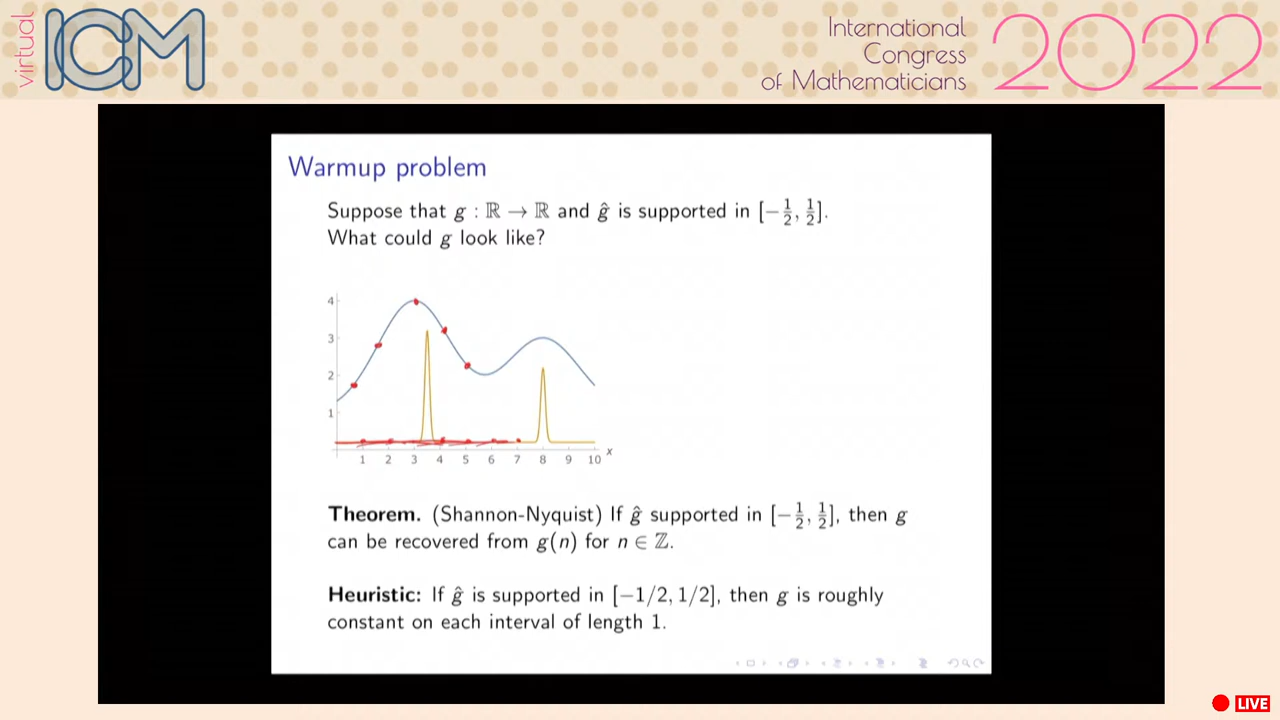 virtual
ICM
International
Congress
of Mathematicians
2022
Warmup problem
Suppose that g : ℝ → ℝ and ĝ is supported in [−1/2, 1/2].
What could g look like?
4
3
2
1
1 2 3 4 5 6 7 8 9 10 x
Theorem. (Shannon-Nyquist) If ĝ supported in [−1/2, 1/2], then g
can be recovered from g(n) for n ∈ ℤ.
Heuristic: If ĝ is supported in [−1/2, 1/2], then g is roughly
constant on each interval of length 1.
LIVE